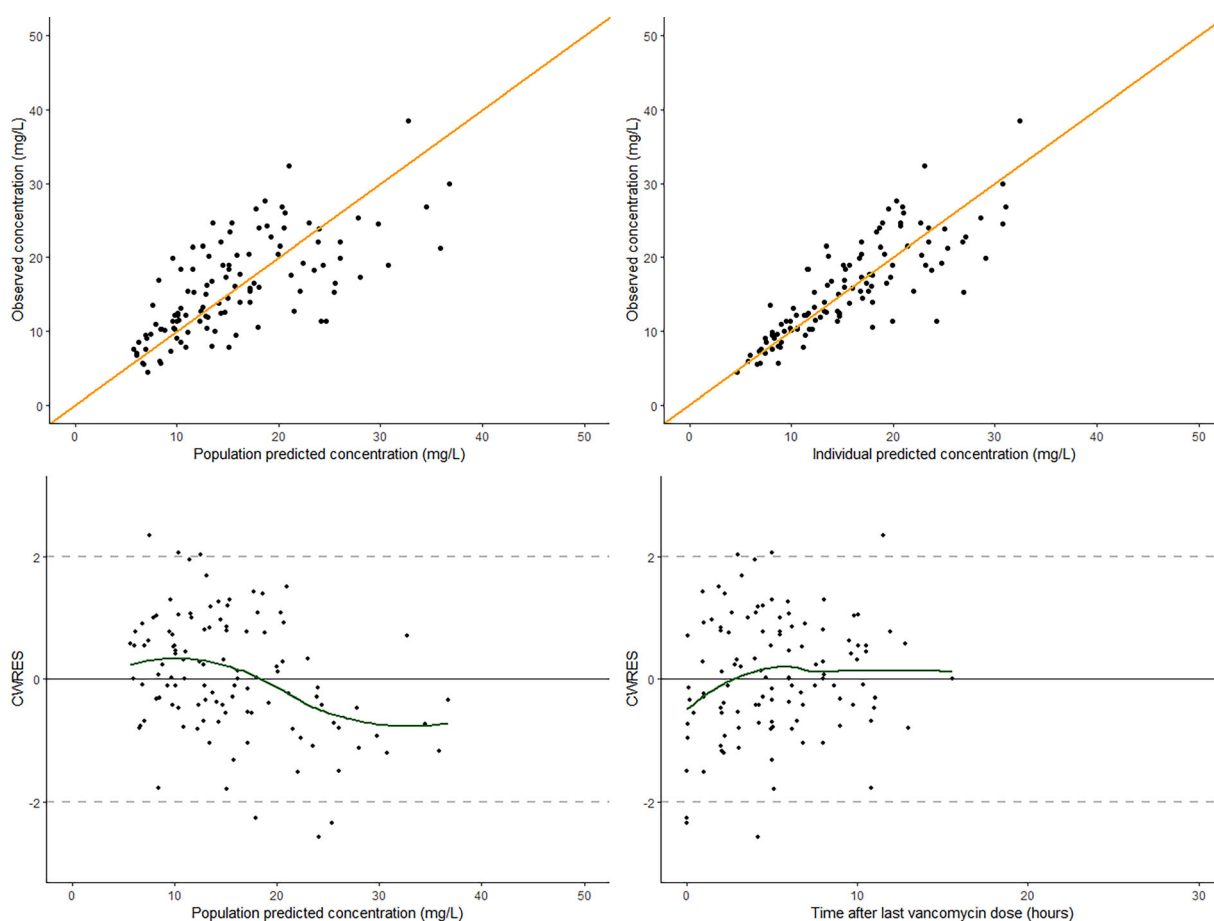 Observed concentration (mg/L)
50
40
30
20
10
0
0 10 20 30 40 50
Population predicted concentration (mg/L)
Observed concentration (mg/L)
50
40
30
20
10
0
0 10 20 30 40 50
Individual predicted concentration (mg/L)
CWRES
2
0
-2
0 10 20 30 40 50
Population predicted concentration (mg/L)
CWRES
2
0
-2
0 10 20 30
Time after last vancomycin dose (hours)